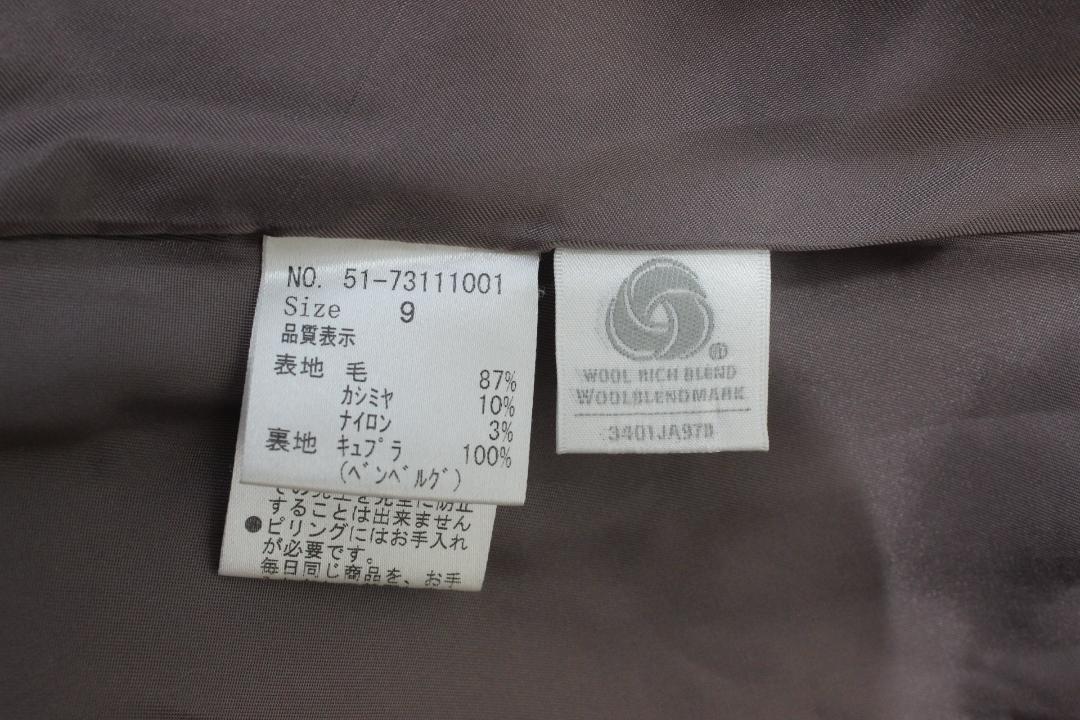 NO. 51-73111001
Size 9
品質表示
表地 毛 87%
カシミヤ 10%
ナイロン 3%
裏地 キュプラ 100%
(ベンベルグ)
することは出来ません
●ピリングにはお手入れ
が必要です。
毎日同じ商品を、お手
WOOL RICH BLEND
WOOLBLENDMARK